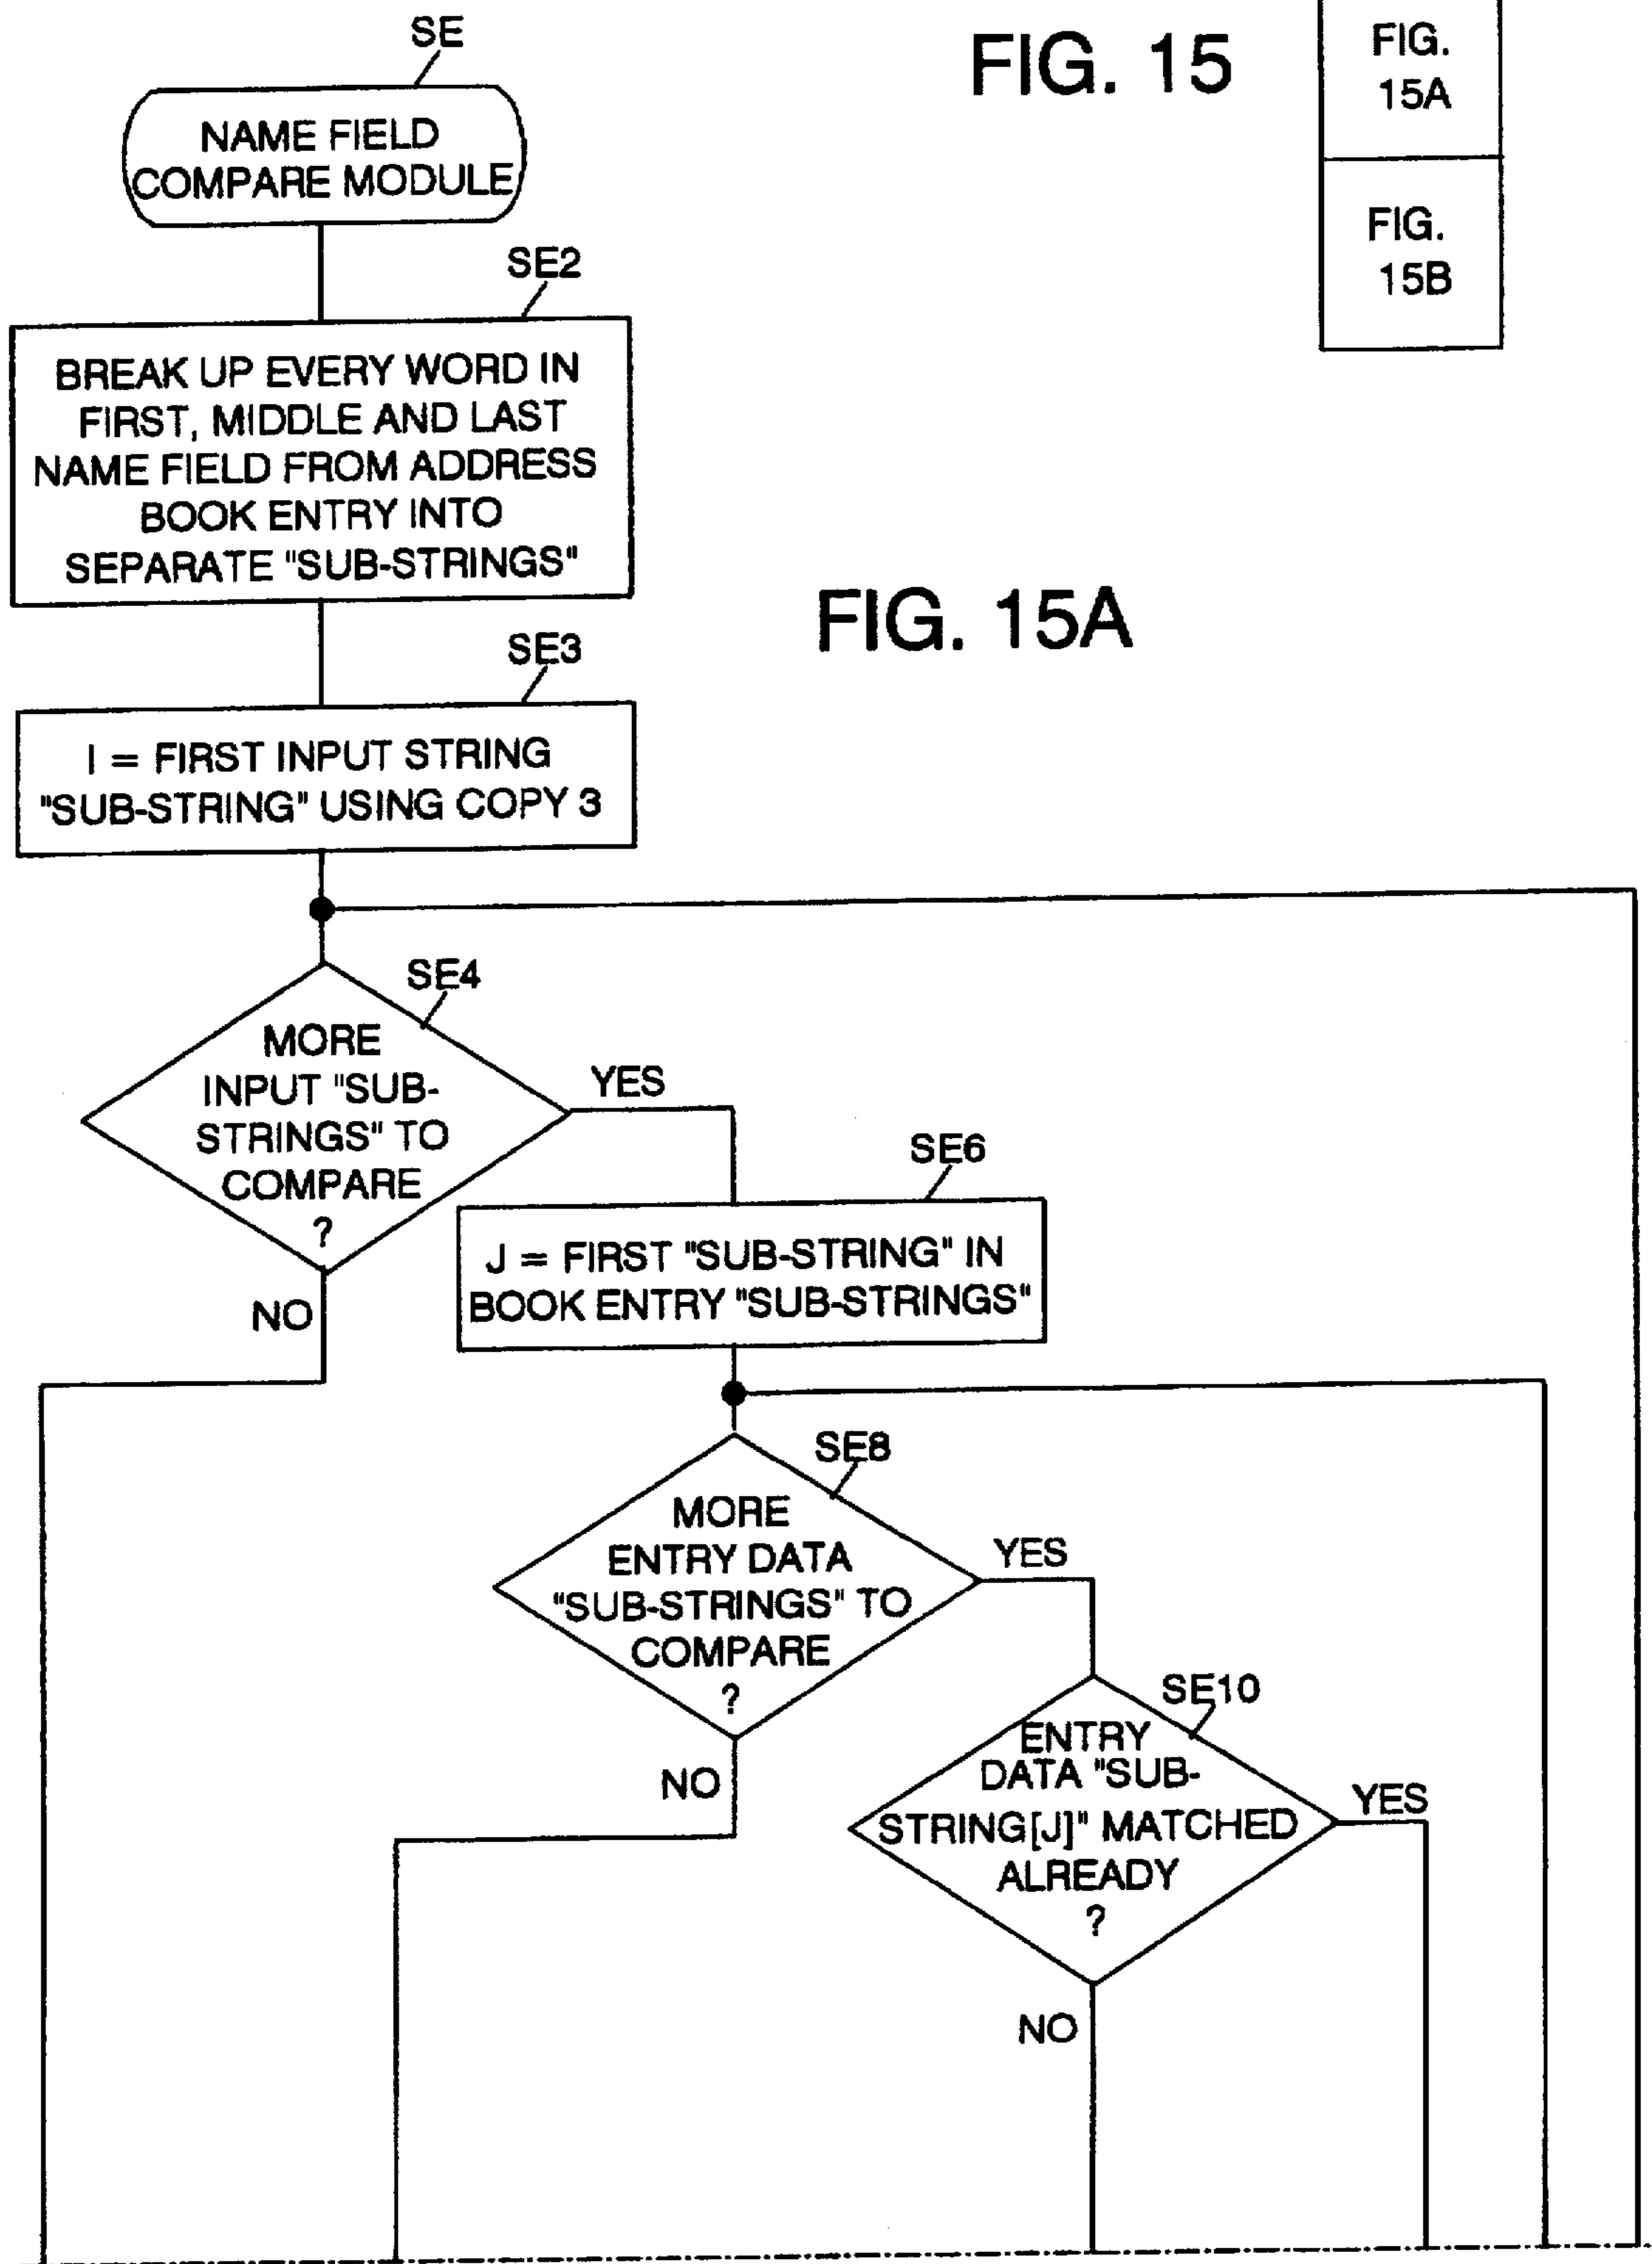 SE
FIG. 15
FIG.
15A
FIG.
15B
NAME FIELD
COMPARE MODULE
SE2
BREAK UP EVERY WORD IN
FIRST, MIDDLE AND LAST
NAME FIELD FROM ADDRESS
BOOK ENTRY INTO
SEPARATE "SUB-STRINGS"
FIG. 15A
SE3
I = FIRST INPUT STRING
"SUB-STRING" USING COPY 3
SE4
MORE
INPUT "SUB-
STRINGS" TO
COMPARE
?
YES
NO
SE6
J = FIRST "SUB-STRING" IN
BOOK ENTRY "SUB-STRINGS"
SE8
MORE
ENTRY DATA
"SUB-STRINGS" TO
COMPARE
?
YES
NO
SE10
ENTRY
DATA "SUB-
STRING[J]" MATCHED
ALREADY
?
YES
NO